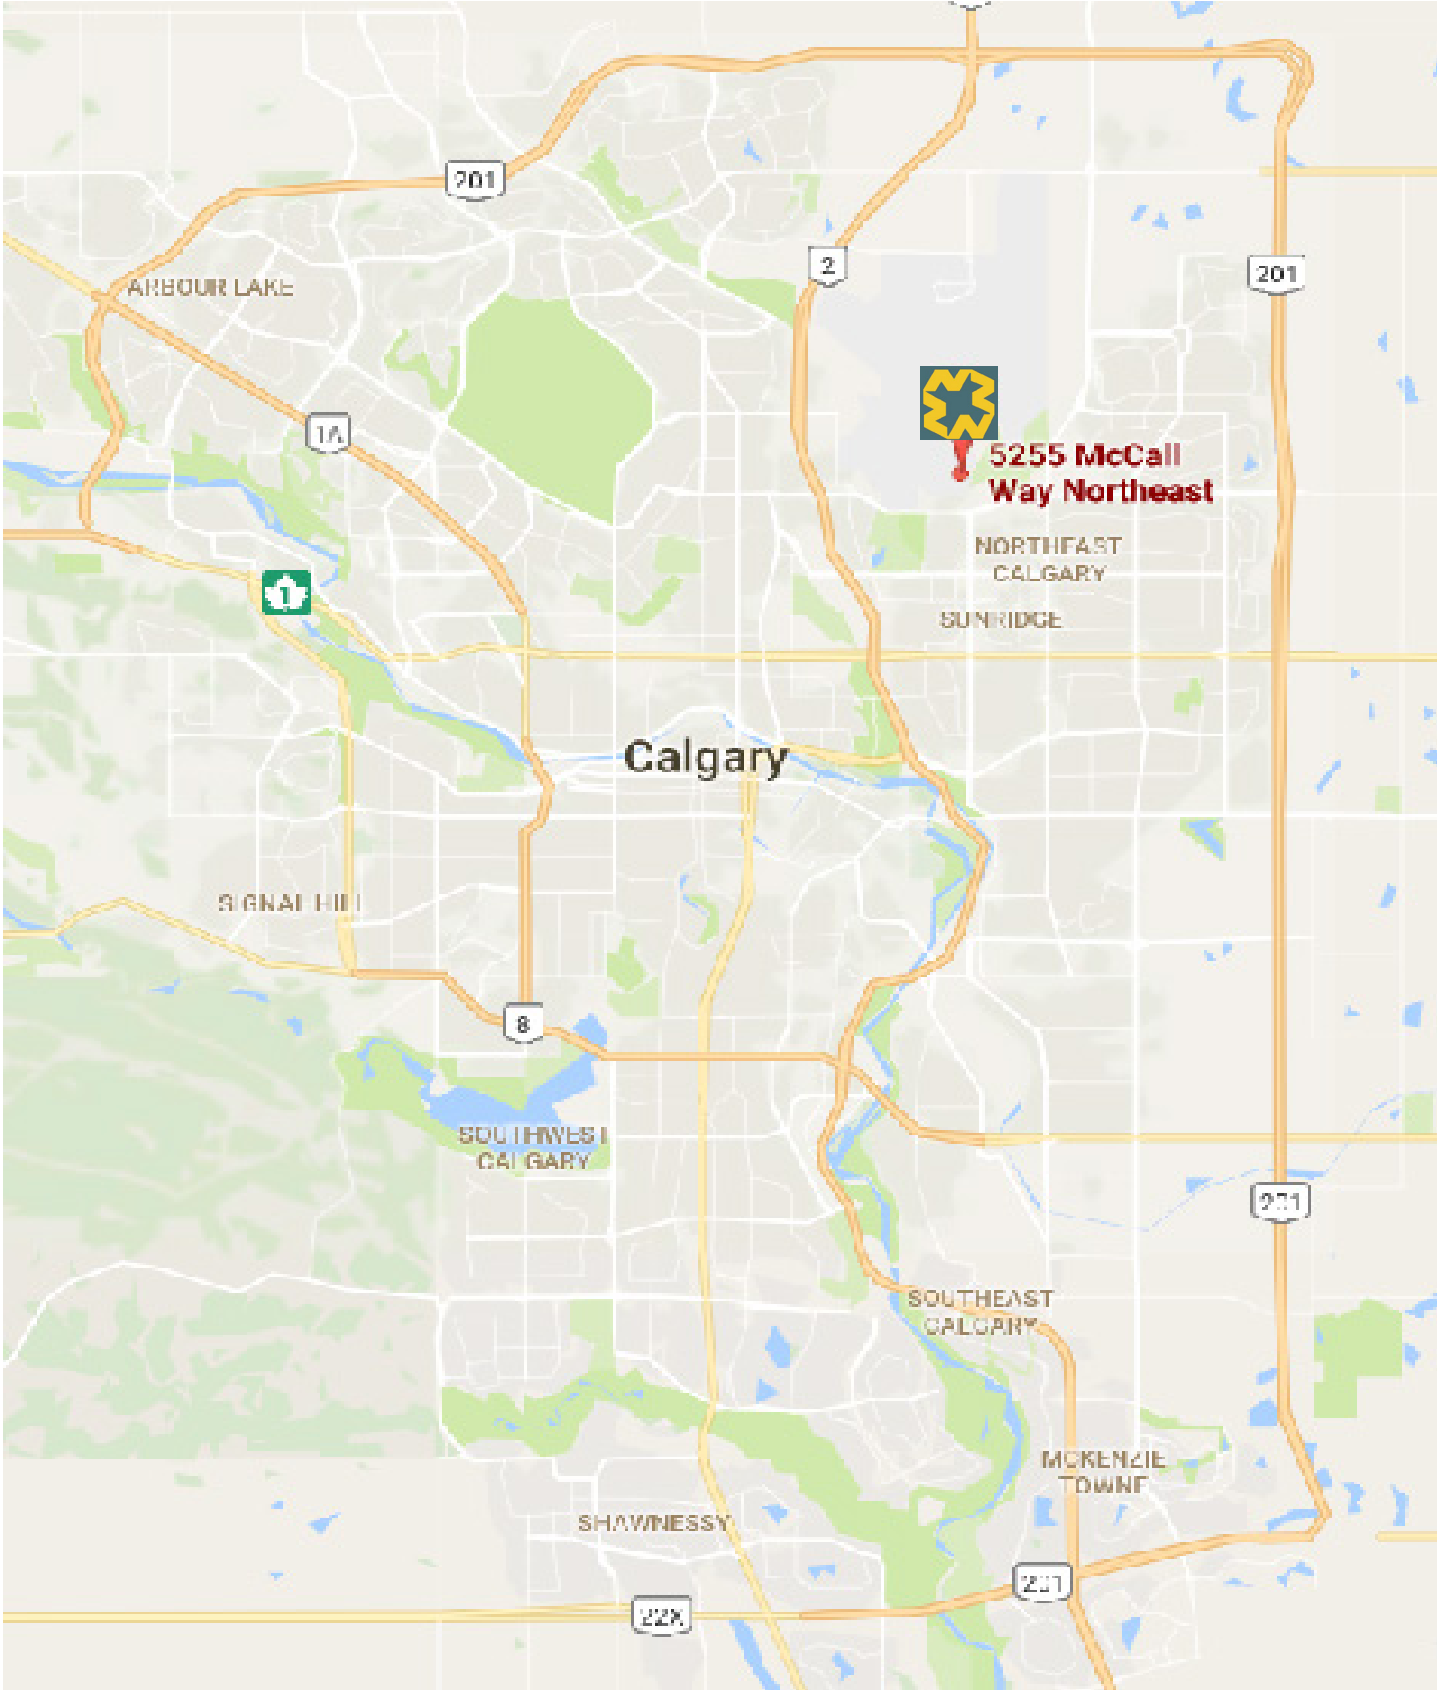 201
ARBOUR LAKE
2
201
1A
5255 McCall
Way Northeast
NORTHEAST
CALGARY
1
SUNRIDGE
Calgary
SIGNAL HILL
8
SOUTHWEST
CALGARY
201
SOUTHEAST
CALGARY
MCKENZIE
TOWNE
SHAWNESSY
201
22X